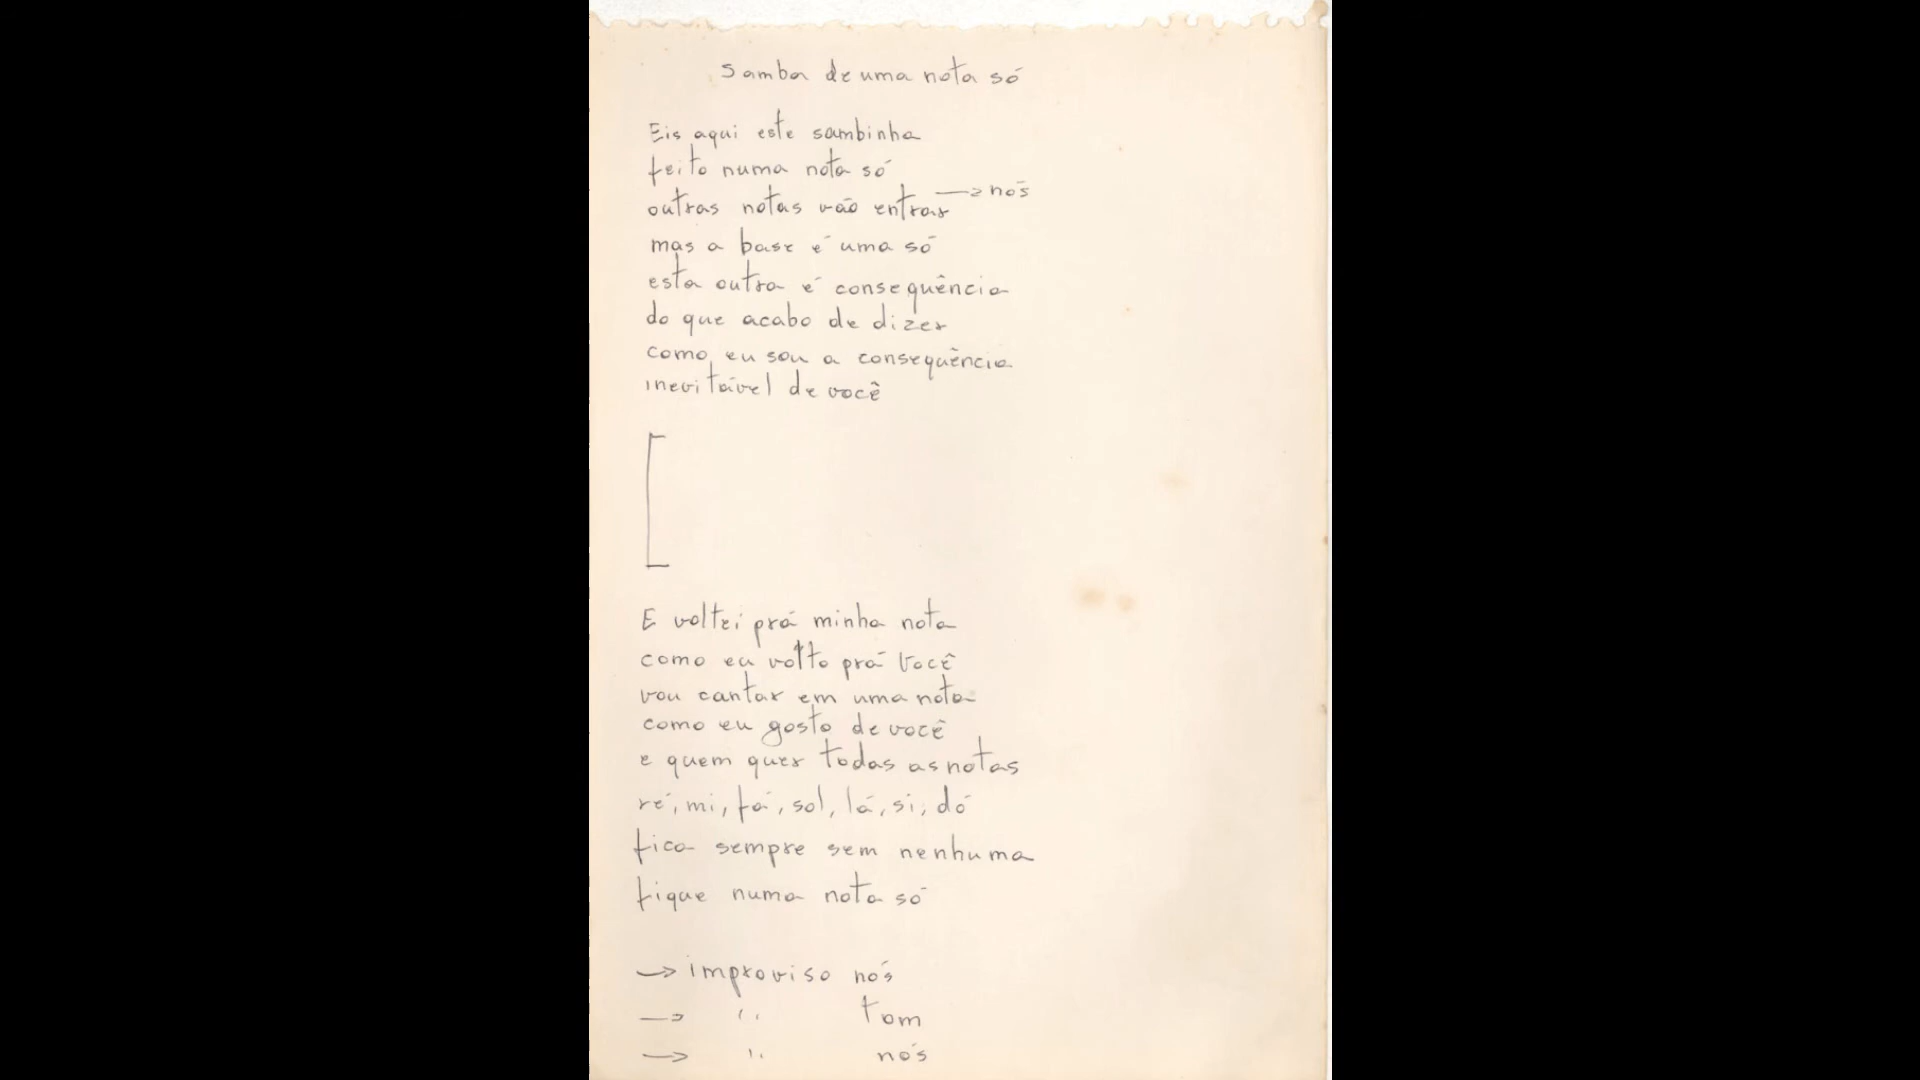 Samba de uma nota só
Eis aqui este sambinha
feito numa nota só
outras notas vão entrar → nós
mas a base é uma só
esta outra é consequência
do que acabo de dizer
como eu sou a consequência
inevitável de você
E voltei prá minha nota
como eu volto prá você
vou cantar em uma nota
como eu gosto de você
e quem quer todas as notas
ré, mi, fá, sol, lá, si, dó
fica sempre sem nenhuma
fique numa nota só
→ improviso nós
→ " tom
→ " nós